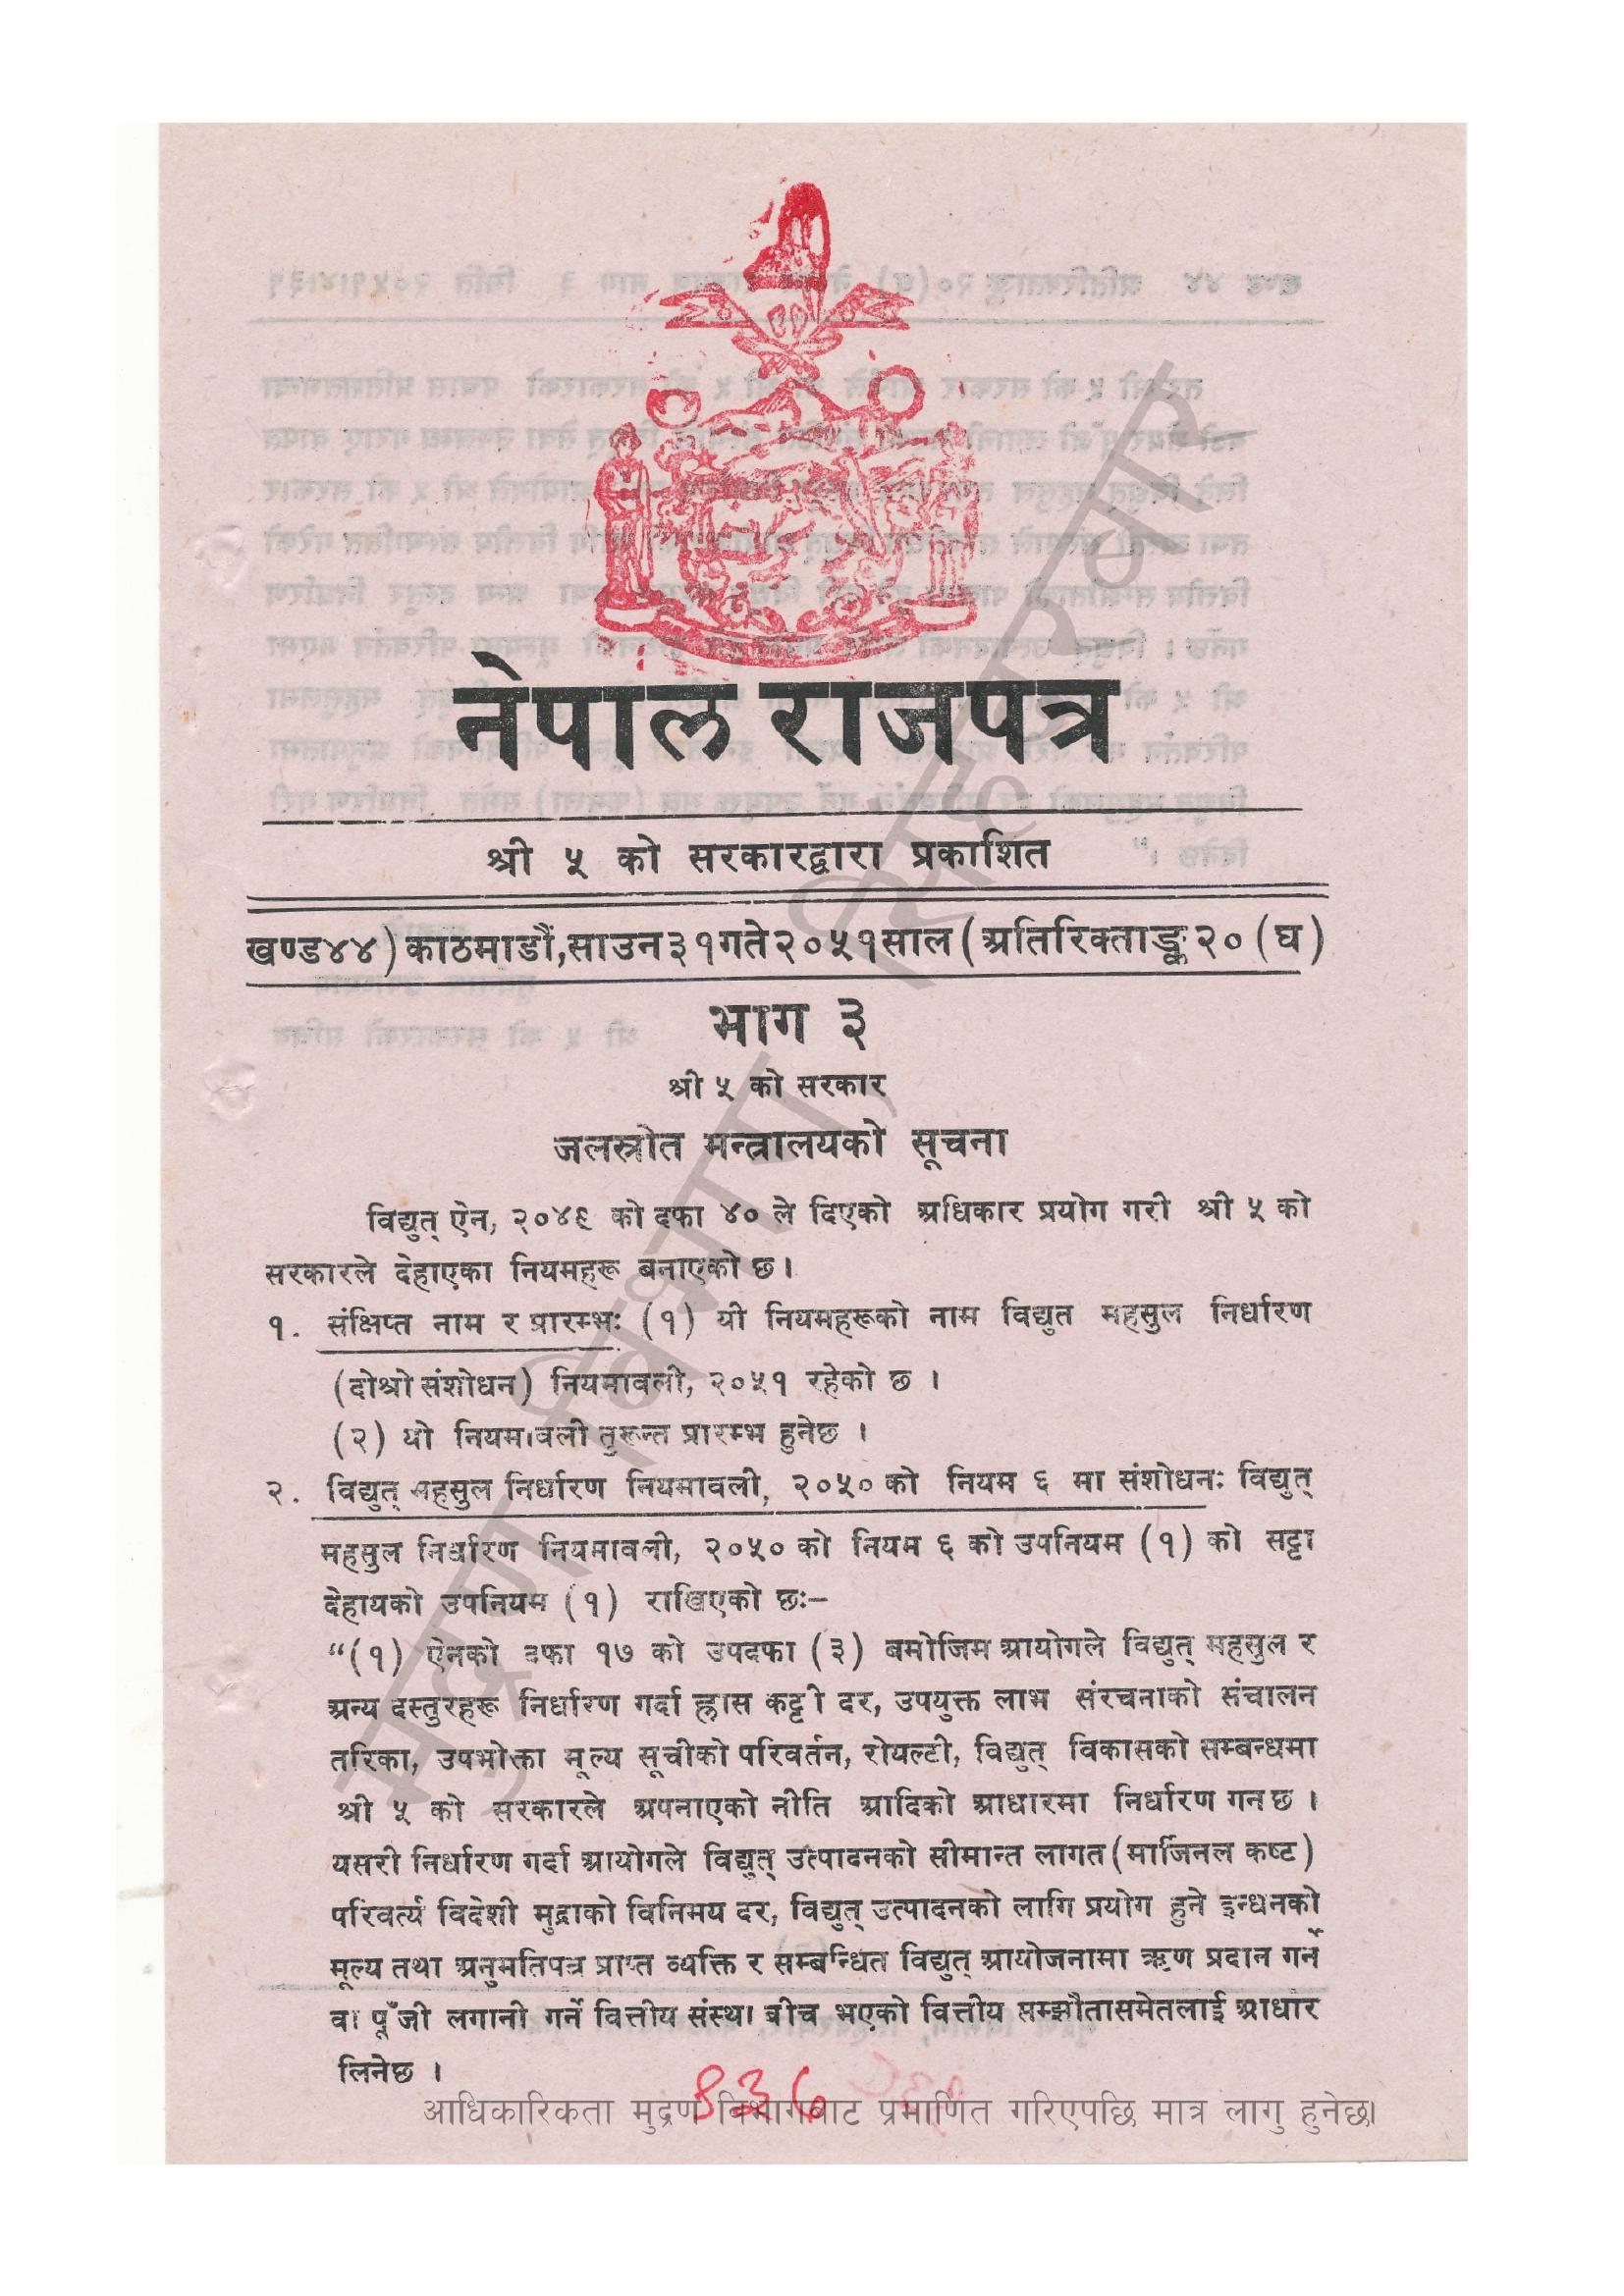 नेपाल राजपत्र
श्री ५ को सरकारद्वारा प्रकाशित
खण्ड ४४) काठमाडौं, साउन ३१ गते २०५१ साल (अतिरिक्ताङ्क २० (घ)
भाग ३
श्री ५ को सरकार
जलस्रोत मन्त्रालयको सूचना
विद्युत् ऐन, २०४९ को दफा ४० ले दिएको अधिकार प्रयोग गरी श्री ५ को
सरकारले देहाएका नियमहरू बनाएको छ।
१. संक्षिप्त नाम र प्रारम्भः (१) यी नियमहरूको नाम विद्युत महसुल निर्धारण
(दोश्रो संशोधन) नियमावली, २०५१ रहेको छ ।
(२) यो नियमावली तुरून्त प्रारम्भ हुनेछ ।
२. विद्युत् महसुल निर्धारण नियमावली, २०५० को नियम ६ मा संशोधनः विद्युत्
महसुल निर्धारण नियमावली, २०५० को नियम ६ को उपनियम (१) को सट्टा
देहायको उपनियम (१) राखिएको छः–
“(१) ऐनको दफा १७ को उपदफा (३) बमोजिम आयोगले विद्युत् महसुल र
अन्य दस्तुरहरू निर्धारण गर्दा ह्रास कट्टी दर, उपयुक्त लाभ संरचनाको संचालन
तरिका, उपभोक्ता मूल्य सूचीको परिवर्तन, रोयल्टी, विद्युत् विकासको सम्बन्धमा
श्री ५ को सरकारले अपनाएको नीति आदिको आधारमा निर्धारण गनछ ।
यसरी निर्धारण गर्दा आयोगले विद्युत् उत्पादनको सीमान्त लागत (मार्जिनल कष्ट)
परिवर्त्य विदेशी मुद्राको विनिमय दर, विद्युत् उत्पादनको लागि प्रयोग हुने इन्धनको
मूल्य तथा अनुमतिपत्र प्राप्त व्यक्ति र सम्बन्धित विद्युत् आयोजनामा ऋण प्रदान गर्ने
वा पूँजी लगानी गर्ने वित्तीय संस्था बीच भएको वित्तीय सम्झौतासमेतलाई आधार
लिनेछ ।
आधिकारिकता मुद्रण विभागबाट प्रमाणित गरिएपछि मात्र लागु हुनेछ।
मुद्रण विभाग, सिंहदरबार